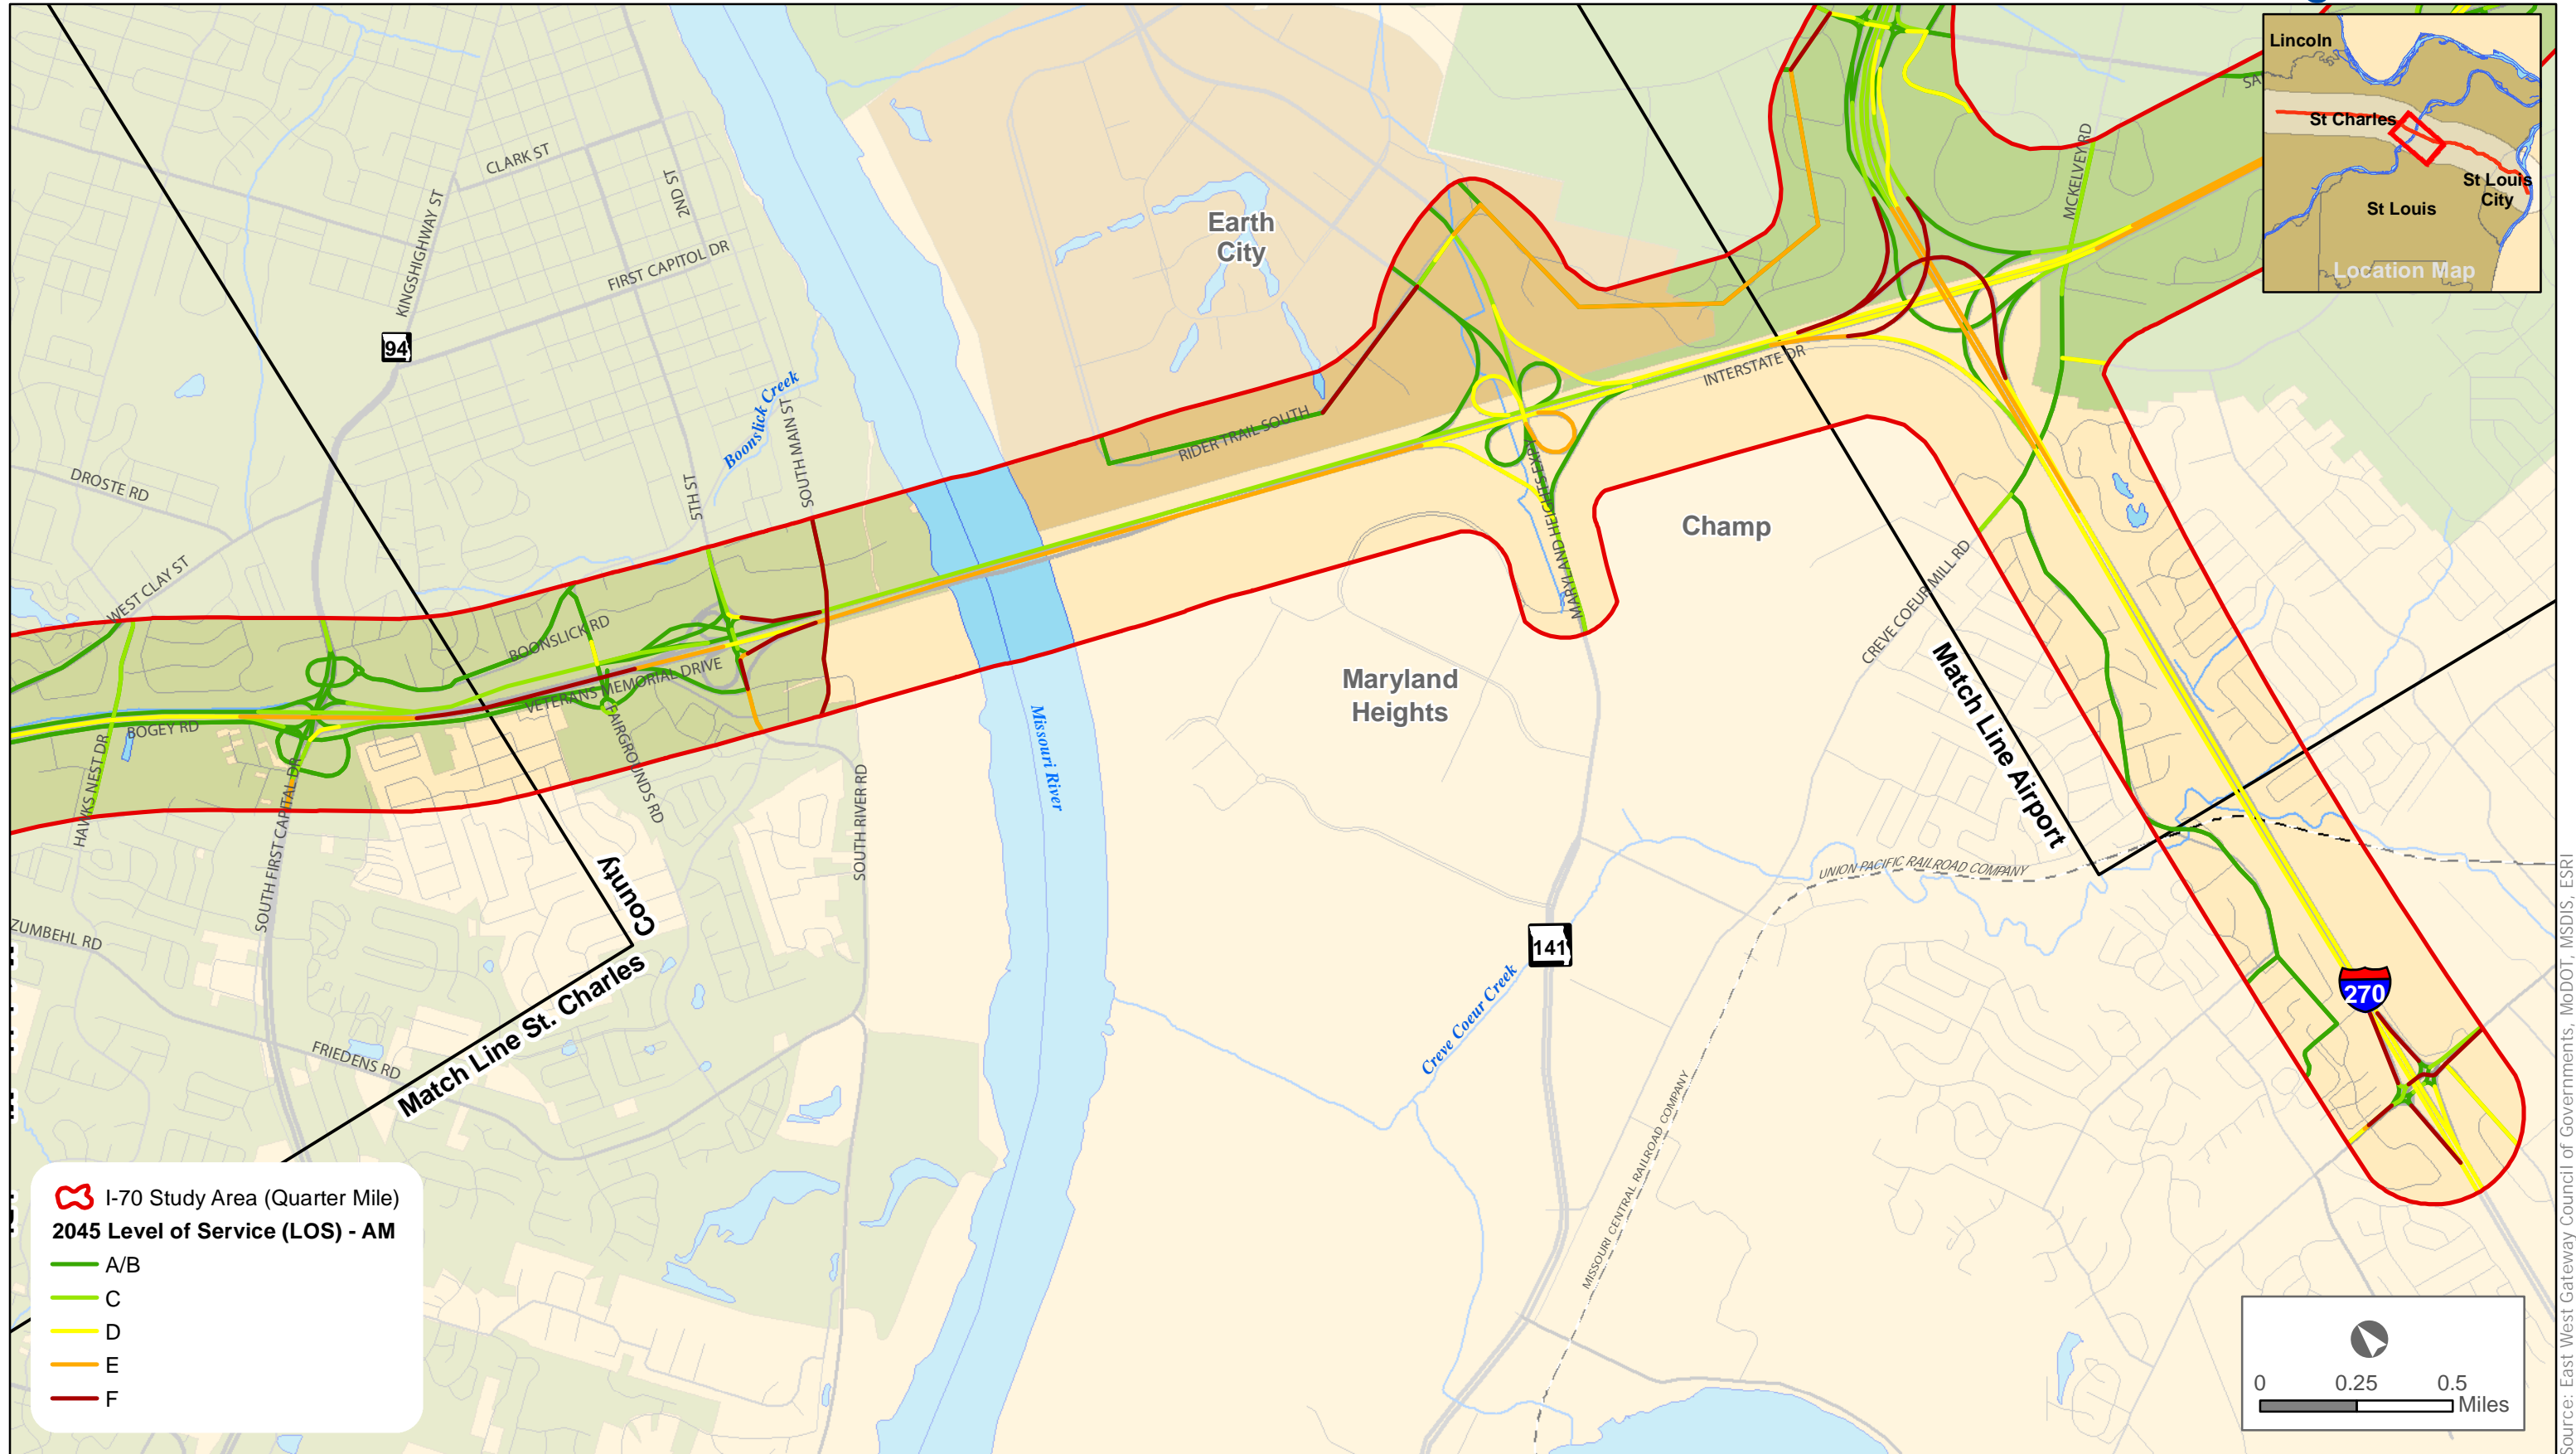 Lincoln
St Charles
St Louis
City
St Louis
Location Map
CLARK ST
2ND ST
KINGSHIGHWAY ST
FIRST CAPITOL DR
94
Earth
City
MCKELVEY RD
SA
Boonslick Creek
SOUTH MAIN ST
5TH ST
DROSTE RD
WEST CLAY ST
RIDER TRAIL SOUTH
INTERSTATE DR
MARYLAND HEIGHTS EXPY
Champ
CREVE COEUR MILL RD
BOONSLICK RD
VETERANS MEMORIAL DRIVE
BOGEY RD
HAWKS NEST DR
SOUTH FIRST CAPITAL DR
FAIRGROUNDS RD
SOUTH RIVER RD
Missouri River
Maryland
Heights
Match Line Airport
UNION PACIFIC RAILROAD COMPANY
ZUMBEHL RD
County
Match Line St. Charles
FRIEDENS RD
141
Creve Coeur Creek
MISSOURI CENTRAL RAILROAD COMPANY
270
I-70 Study Area (Quarter Mile)
2045 Level of Service (LOS) - AM
A/B
C
D
E
F
0 0.25 0.5
Miles
Source: East West Gateway Council of Governments, MoDOT, MSDIS, ESRI